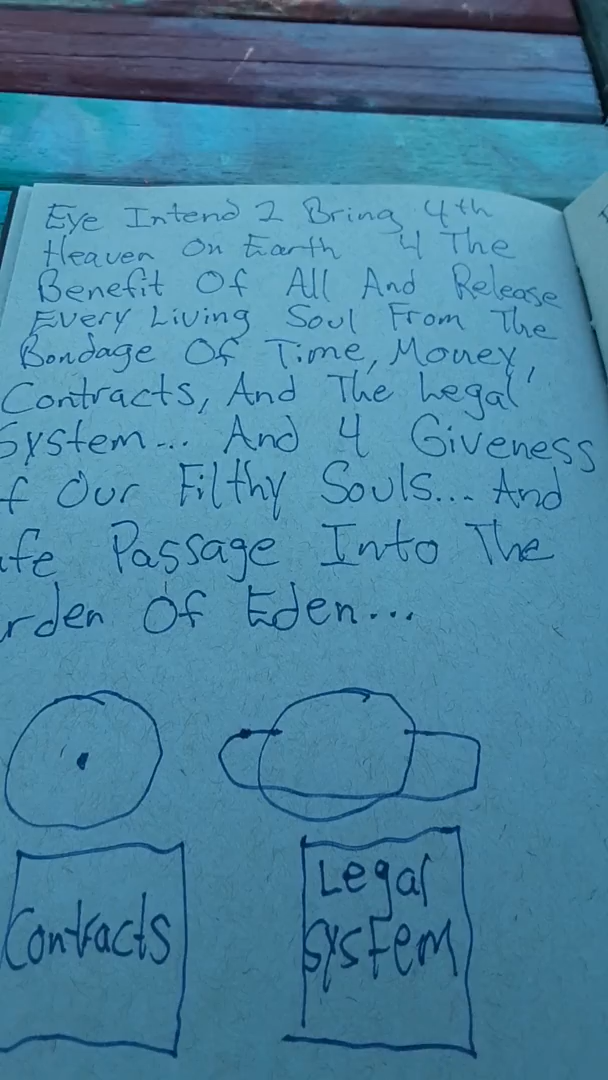 Eye Intend 2 Bring 4th
Heaven On Earth 4 The
Benefit Of All And Release
Every Living Soul From The
Bondage Of Time, Money,
Contracts, And The Legal
System... And 4 Giveness
f Our Filthy Souls... And
afe Passage Into The
rden Of Eden...
Contracts
Legal
System